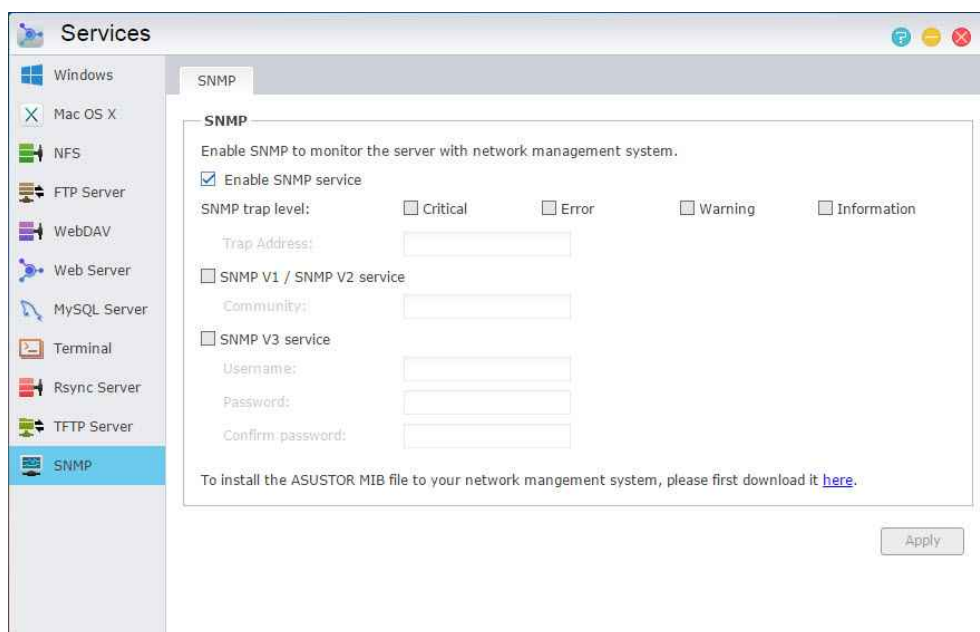 Services
Windows
Mac OS X
NFS
FTP Server
WebDAV
Web Server
MySQL Server
Terminal
Rsync Server
TFTP Server
SNMP
SNMP
SNMP
Enable SNMP to monitor the server with network management system.
Enable SNMP service
SNMP trap level: Critical Error Warning Information
Trap Address:
SNMP V1 / SNMP V2 service
Community:
SNMP V3 service
Username:
Password:
Confirm password:
To install the ASUSTOR MIB file to your network mangement system, please first download it here.
Apply